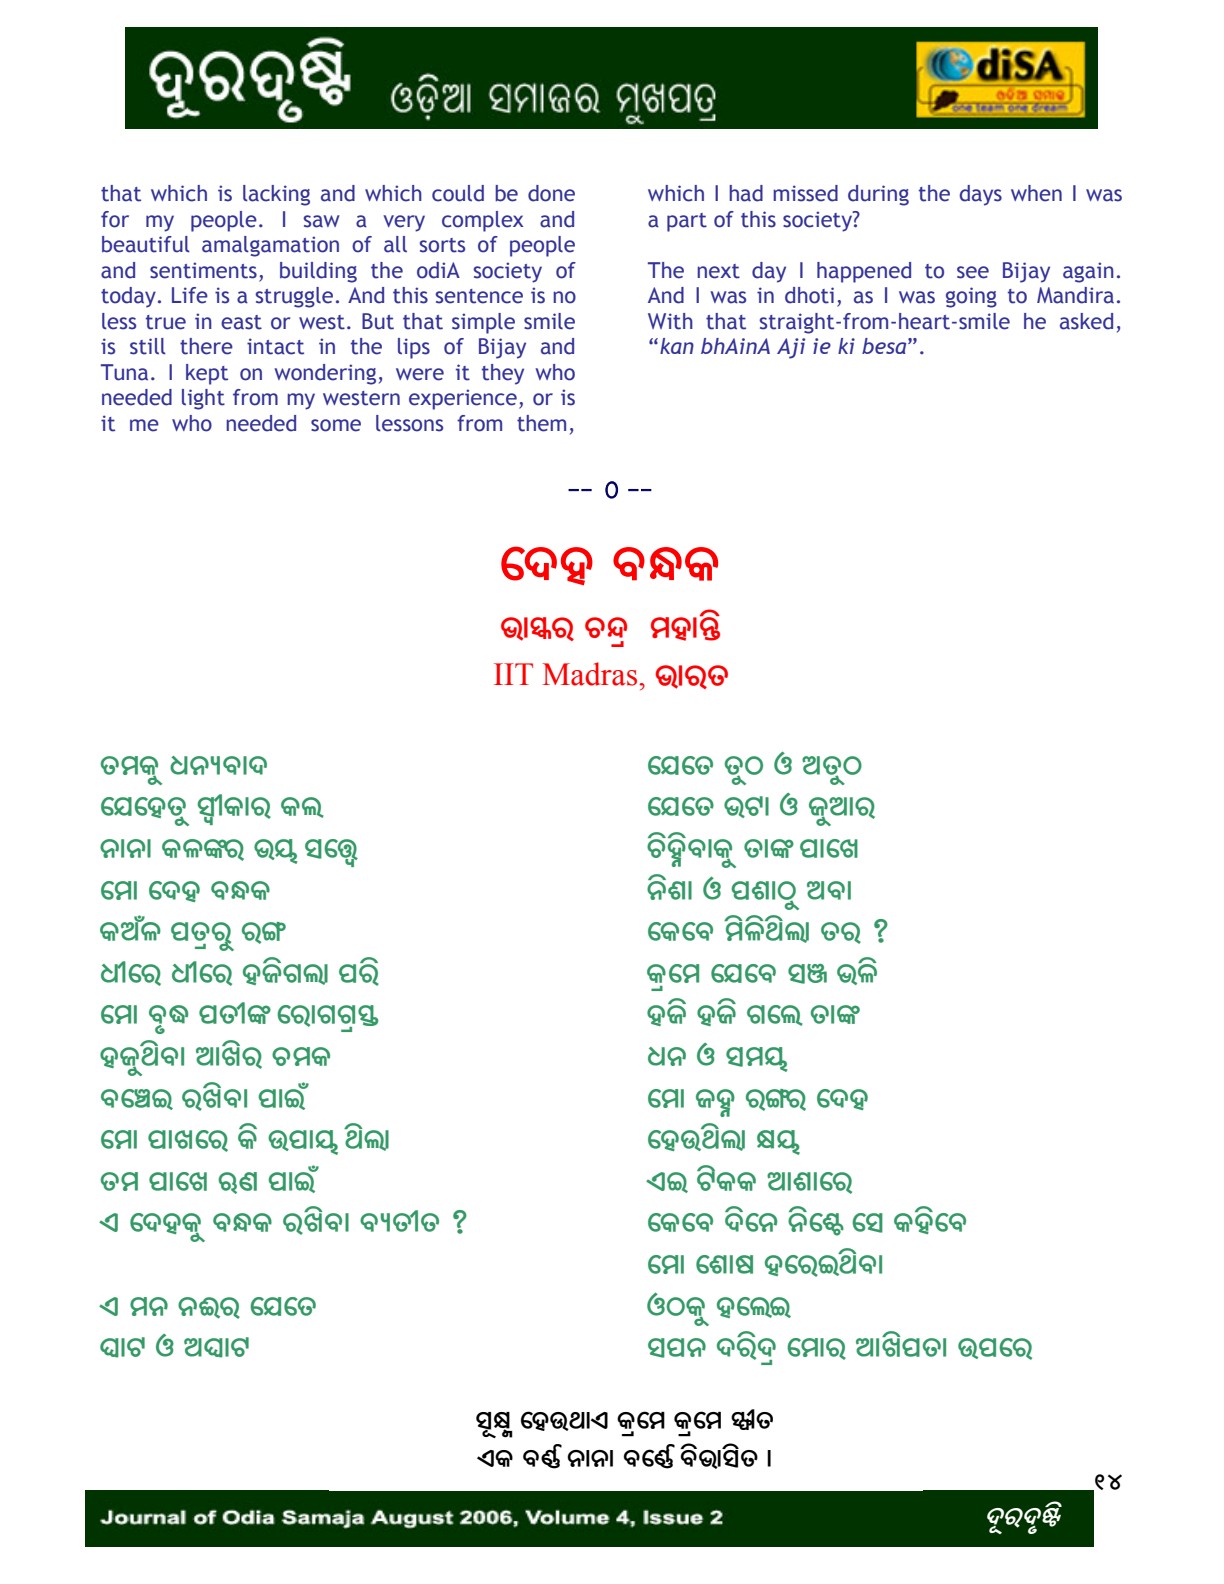 ଦୂରଦୃଷ୍ଟି
ଓଡ଼ିଆ ସମାଜର ମୁଖପତ୍ର
diSA
ଓଡିଆ ସମାଜ
one team one dream
that which is lacking and which could be done
for my people. I saw a very complex and
beautiful amalgamation of all sorts of people
and sentiments, building the odiA society of
today. Life is a struggle. And this sentence is no
less true in east or west. But that simple smile
is still there intact in the lips of Bijay and
Tuna. I kept on wondering, were it they who
needed light from my western experience, or is
it me who needed some lessons from them,
which I had missed during the days when I was
a part of this society?
The next day I happened to see Bijay again.
And I was in dhoti, as I was going to Mandira.
With that straight-from-heart-smile he asked,
“kan bhAinA Aji ie ki besa”.
-- 0 --
ଦେହ ବନ୍ଧକ
ଭାସ୍କର ଚନ୍ଦ୍ର ମହାନ୍ତି
IIT Madras, ଭାରତ
ତମକୁ ଧନ୍ୟବାଦ
ଯେହେତୁ ସ୍ୱୀକାର କଲ
ନାନା କଳଙ୍କର ଭୟ ସତ୍ତ୍ୱେ
ମୋ ଦେହ ବନ୍ଧକ
କଅଁଳ ପତ୍ରରୁ ରଙ୍ଗ
ଧୀରେ ଧୀରେ ହଜିଗଲା ପରି
ମୋ ବୃଦ୍ଧ ପତୀଙ୍କ ରୋଗଗ୍ରସ୍ତ
ହଜୁଥିବା ଆଖିର ଚମକ
ବଞ୍ଚେଇ ରଖିବା ପାଇଁ
ମୋ ପାଖରେ କି ଉପାୟ ଥିଲା
ତମ ପାଖେ ଋଣ ପାଇଁ
ଏ ଦେହକୁ ବନ୍ଧକ ରଖିବା ବ୍ୟତୀତ ?
ଏ ମନ ନଈର ଯେତେ
ଘାଟ ଓ ଅଘାଟ
ଯେତେ ତୁଠ ଓ ଅତୁଠ
ଯେତେ ଭଟା ଓ ଜୁଆର
ଚିହ୍ନିବାକୁ ତାଙ୍କ ପାଖେ
ନିଶା ଓ ପଶାଠୁ ଅବା
କେବେ ମିଳିଥିଲା ତର ?
କ୍ରମେ ଯେବେ ସଞ୍ଜ ଭଳି
ହଜି ହଜି ଗଲେ ତାଙ୍କ
ଧନ ଓ ସମୟ
ମୋ ଜହ୍ନ ରଙ୍ଗର ଦେହ
ହେଉଥିଲା କ୍ଷୟ
ଏଇ ଟିକକ ଆଶାରେ
କେବେ ଦିନେ ନିଶ୍ଚେ ସେ କହିବେ
ମୋ ଶୋଷ ହରେଇଥିବା
ଓଠକୁ ହଲେଇ
ସପନ ଦରିଦ୍ର ମୋର ଆଖିପତା ଉପରେ
ସୂକ୍ଷ୍ମ ହେଉଥାଏ କ୍ରମେ କ୍ରମେ ସ୍ଫୀତ
ଏକ ବର୍ଣ୍ଣ ନାନା ବର୍ଣ୍ଣେ ବିଭାସିତ ।
୧୪
Journal of Odia Samaja August 2006, Volume 4, Issue 2
ଦୂରଦୃଷ୍ଟି